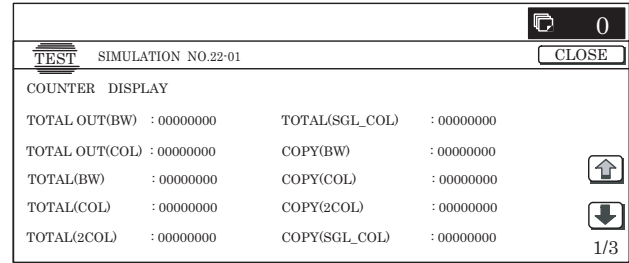 0
TEST SIMULATION NO.22-01 CLOSE
COUNTER DISPLAY
TOTAL OUT(BW) : 00000000 TOTAL(SGL_COL) : 00000000
TOTAL OUT(COL) : 00000000 COPY(BW) : 00000000
TOTAL(BW) : 00000000 COPY(COL) : 00000000
TOTAL(COL) : 00000000 COPY(2COL) : 00000000
TOTAL(2COL) : 00000000 COPY(SGL_COL) : 00000000
1/3